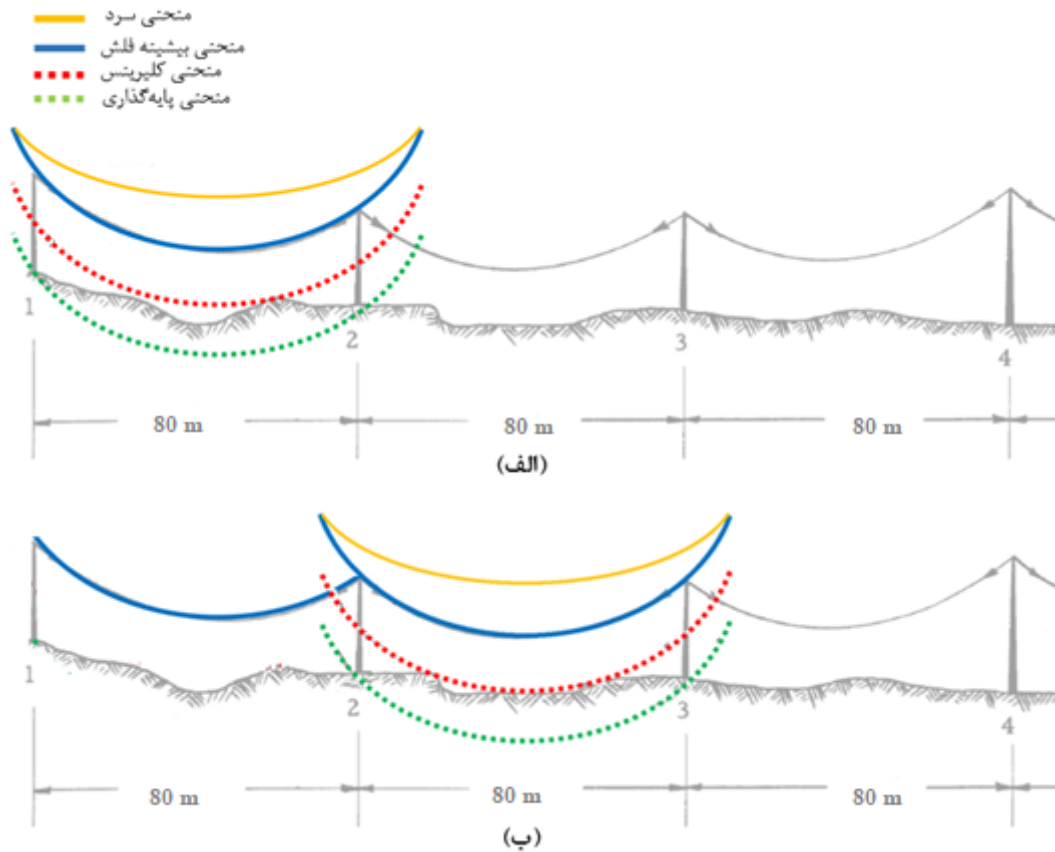 منحنی سرد
منحنی بیشینه فلش
منحنی کلیرینس
منحنی پایه‌گذاری
1
2
3
4
80 m
80 m
80 m
(الف)
1
2
3
4
80 m
80 m
80 m
(ب)